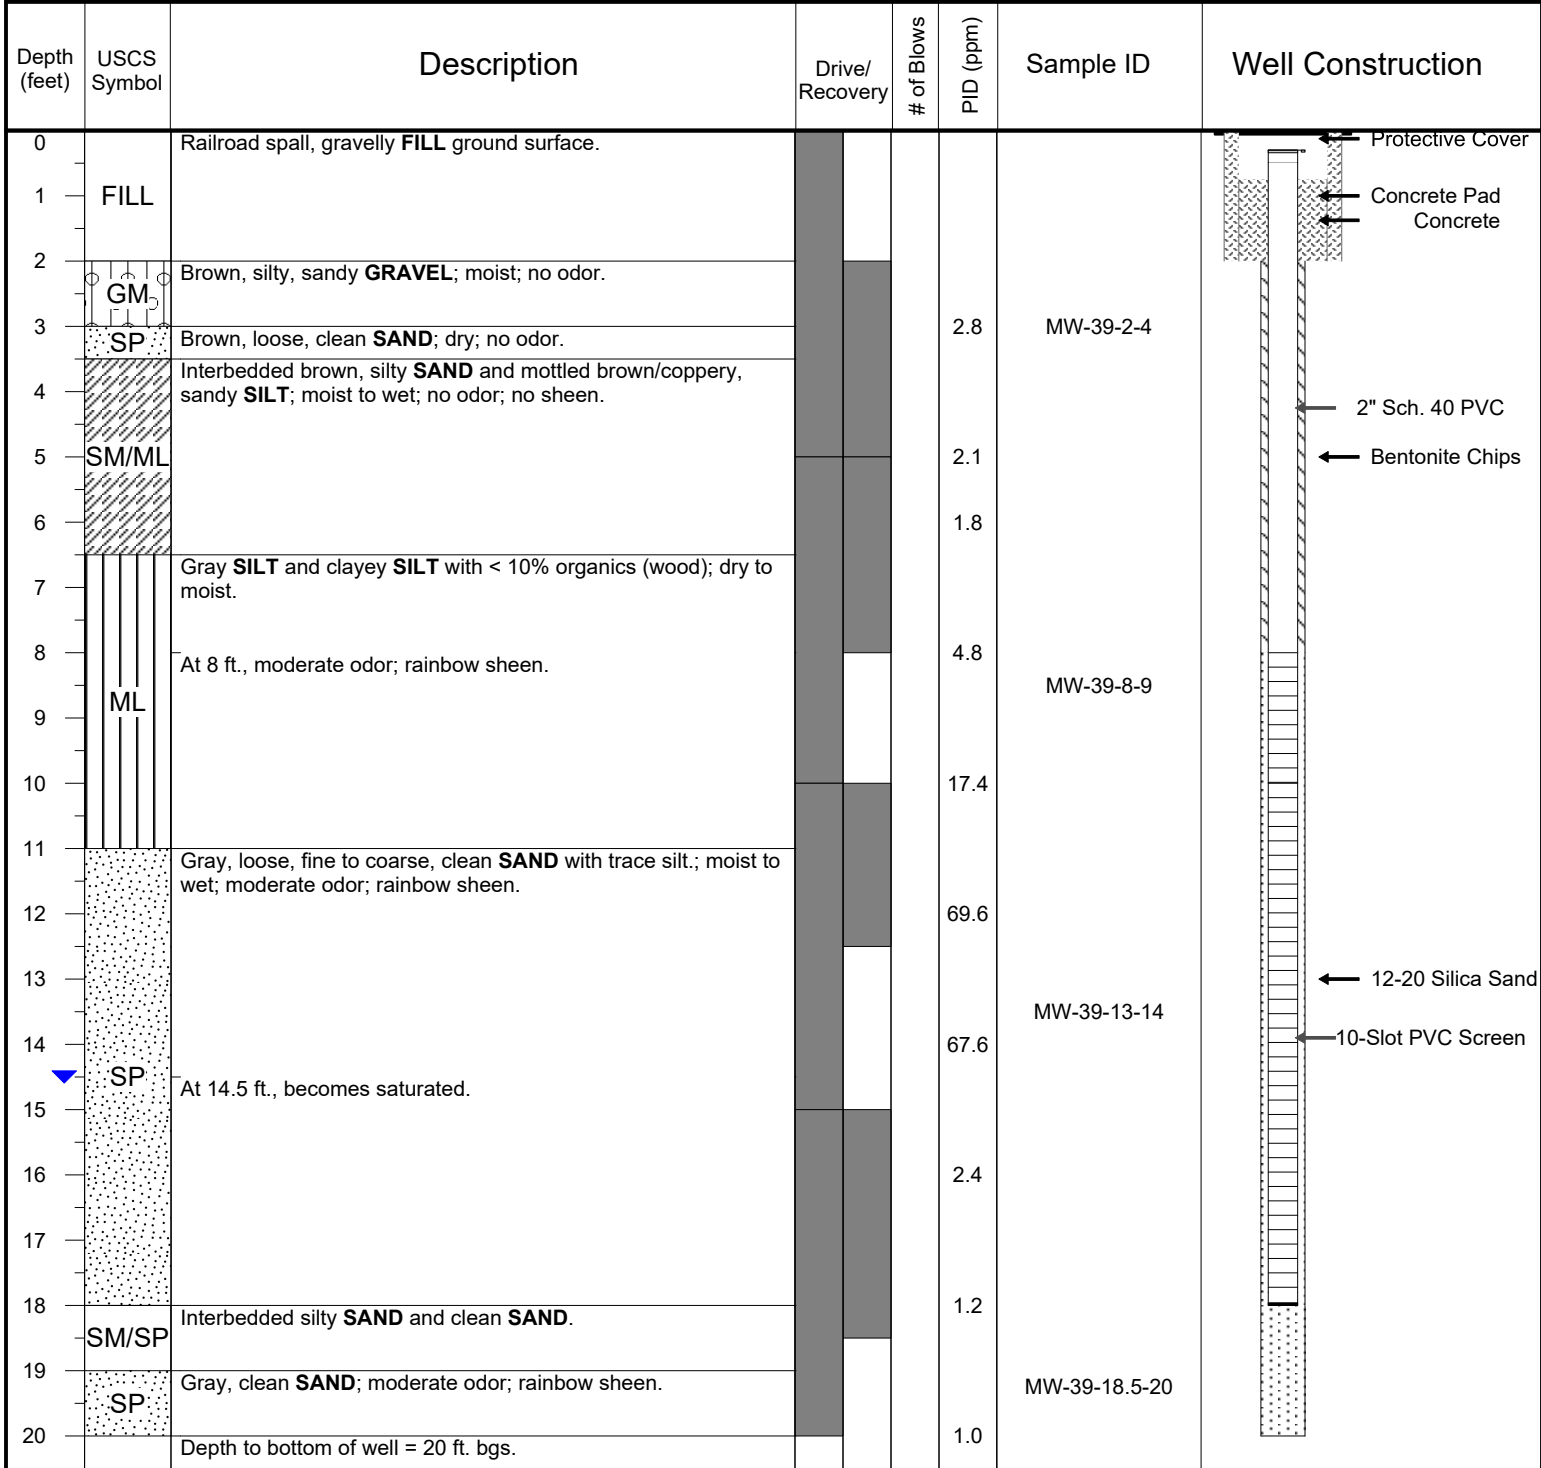 Depth
(feet)
USCS
Symbol
Description
Drive/
Recovery
# of Blows
PID (ppm)
Sample ID
Well Construction
0
Railroad spall, gravelly FILL ground surface.
Protective Cover
1
FILL
Concrete Pad
Concrete
2
Brown, silty, sandy GRAVEL; moist; no odor.
GM
3
2.8
MW-39-2-4
SP
Brown, loose, clean SAND; dry; no odor.
Interbedded brown, silty SAND and mottled brown/coppery,
sandy SILT; moist to wet; no odor; no sheen.
4
2" Sch. 40 PVC
5
SM/ML
2.1
Bentonite Chips
6
1.8
Gray SILT and clayey SILT with < 10% organics (wood); dry to
moist.
7
8
4.8
At 8 ft., moderate odor; rainbow sheen.
MW-39-8-9
ML
9
10
17.4
11
Gray, loose, fine to coarse, clean SAND with trace silt.; moist to
wet; moderate odor; rainbow sheen.
12
69.6
13
12-20 Silica Sand
MW-39-13-14
14
67.6
10-Slot PVC Screen
SP
At 14.5 ft., becomes saturated.
15
16
2.4
17
18
1.2
Interbedded silty SAND and clean SAND.
SM/SP
19
Gray, clean SAND; moderate odor; rainbow sheen.
MW-39-18.5-20
SP
20
1.0
Depth to bottom of well = 20 ft. bgs.